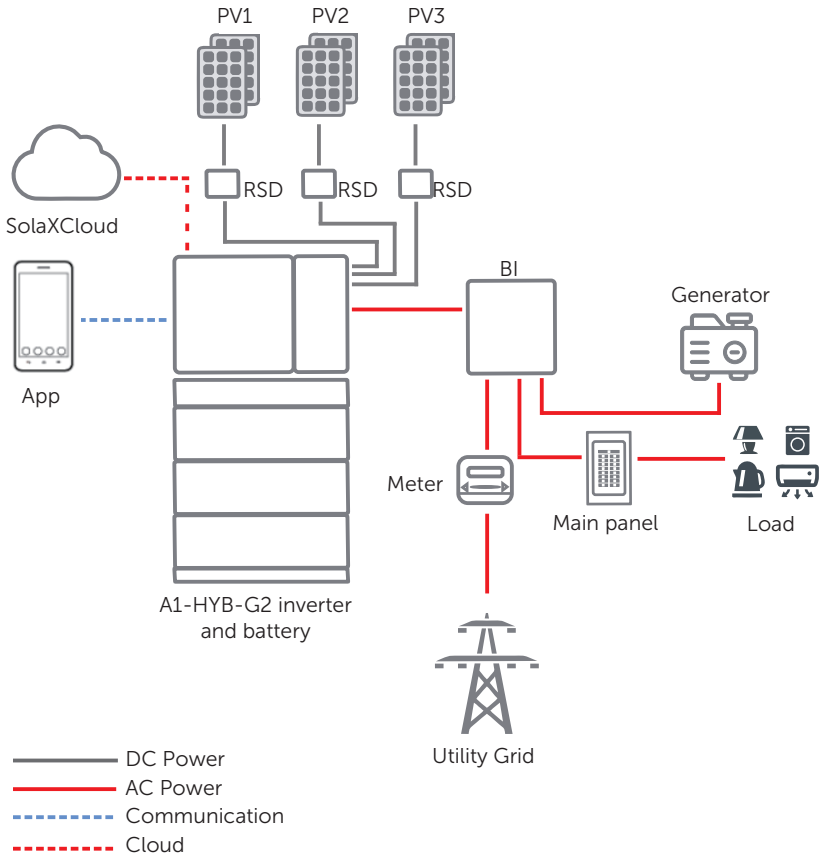 PV1
PV2
PV3
RSD
RSD
RSD
SolaXCloud
BI
Generator
App
Meter
Main panel
Load
A1-HYB-G2 inverter
and battery
Utility Grid
DC Power
AC Power
Communication
Cloud